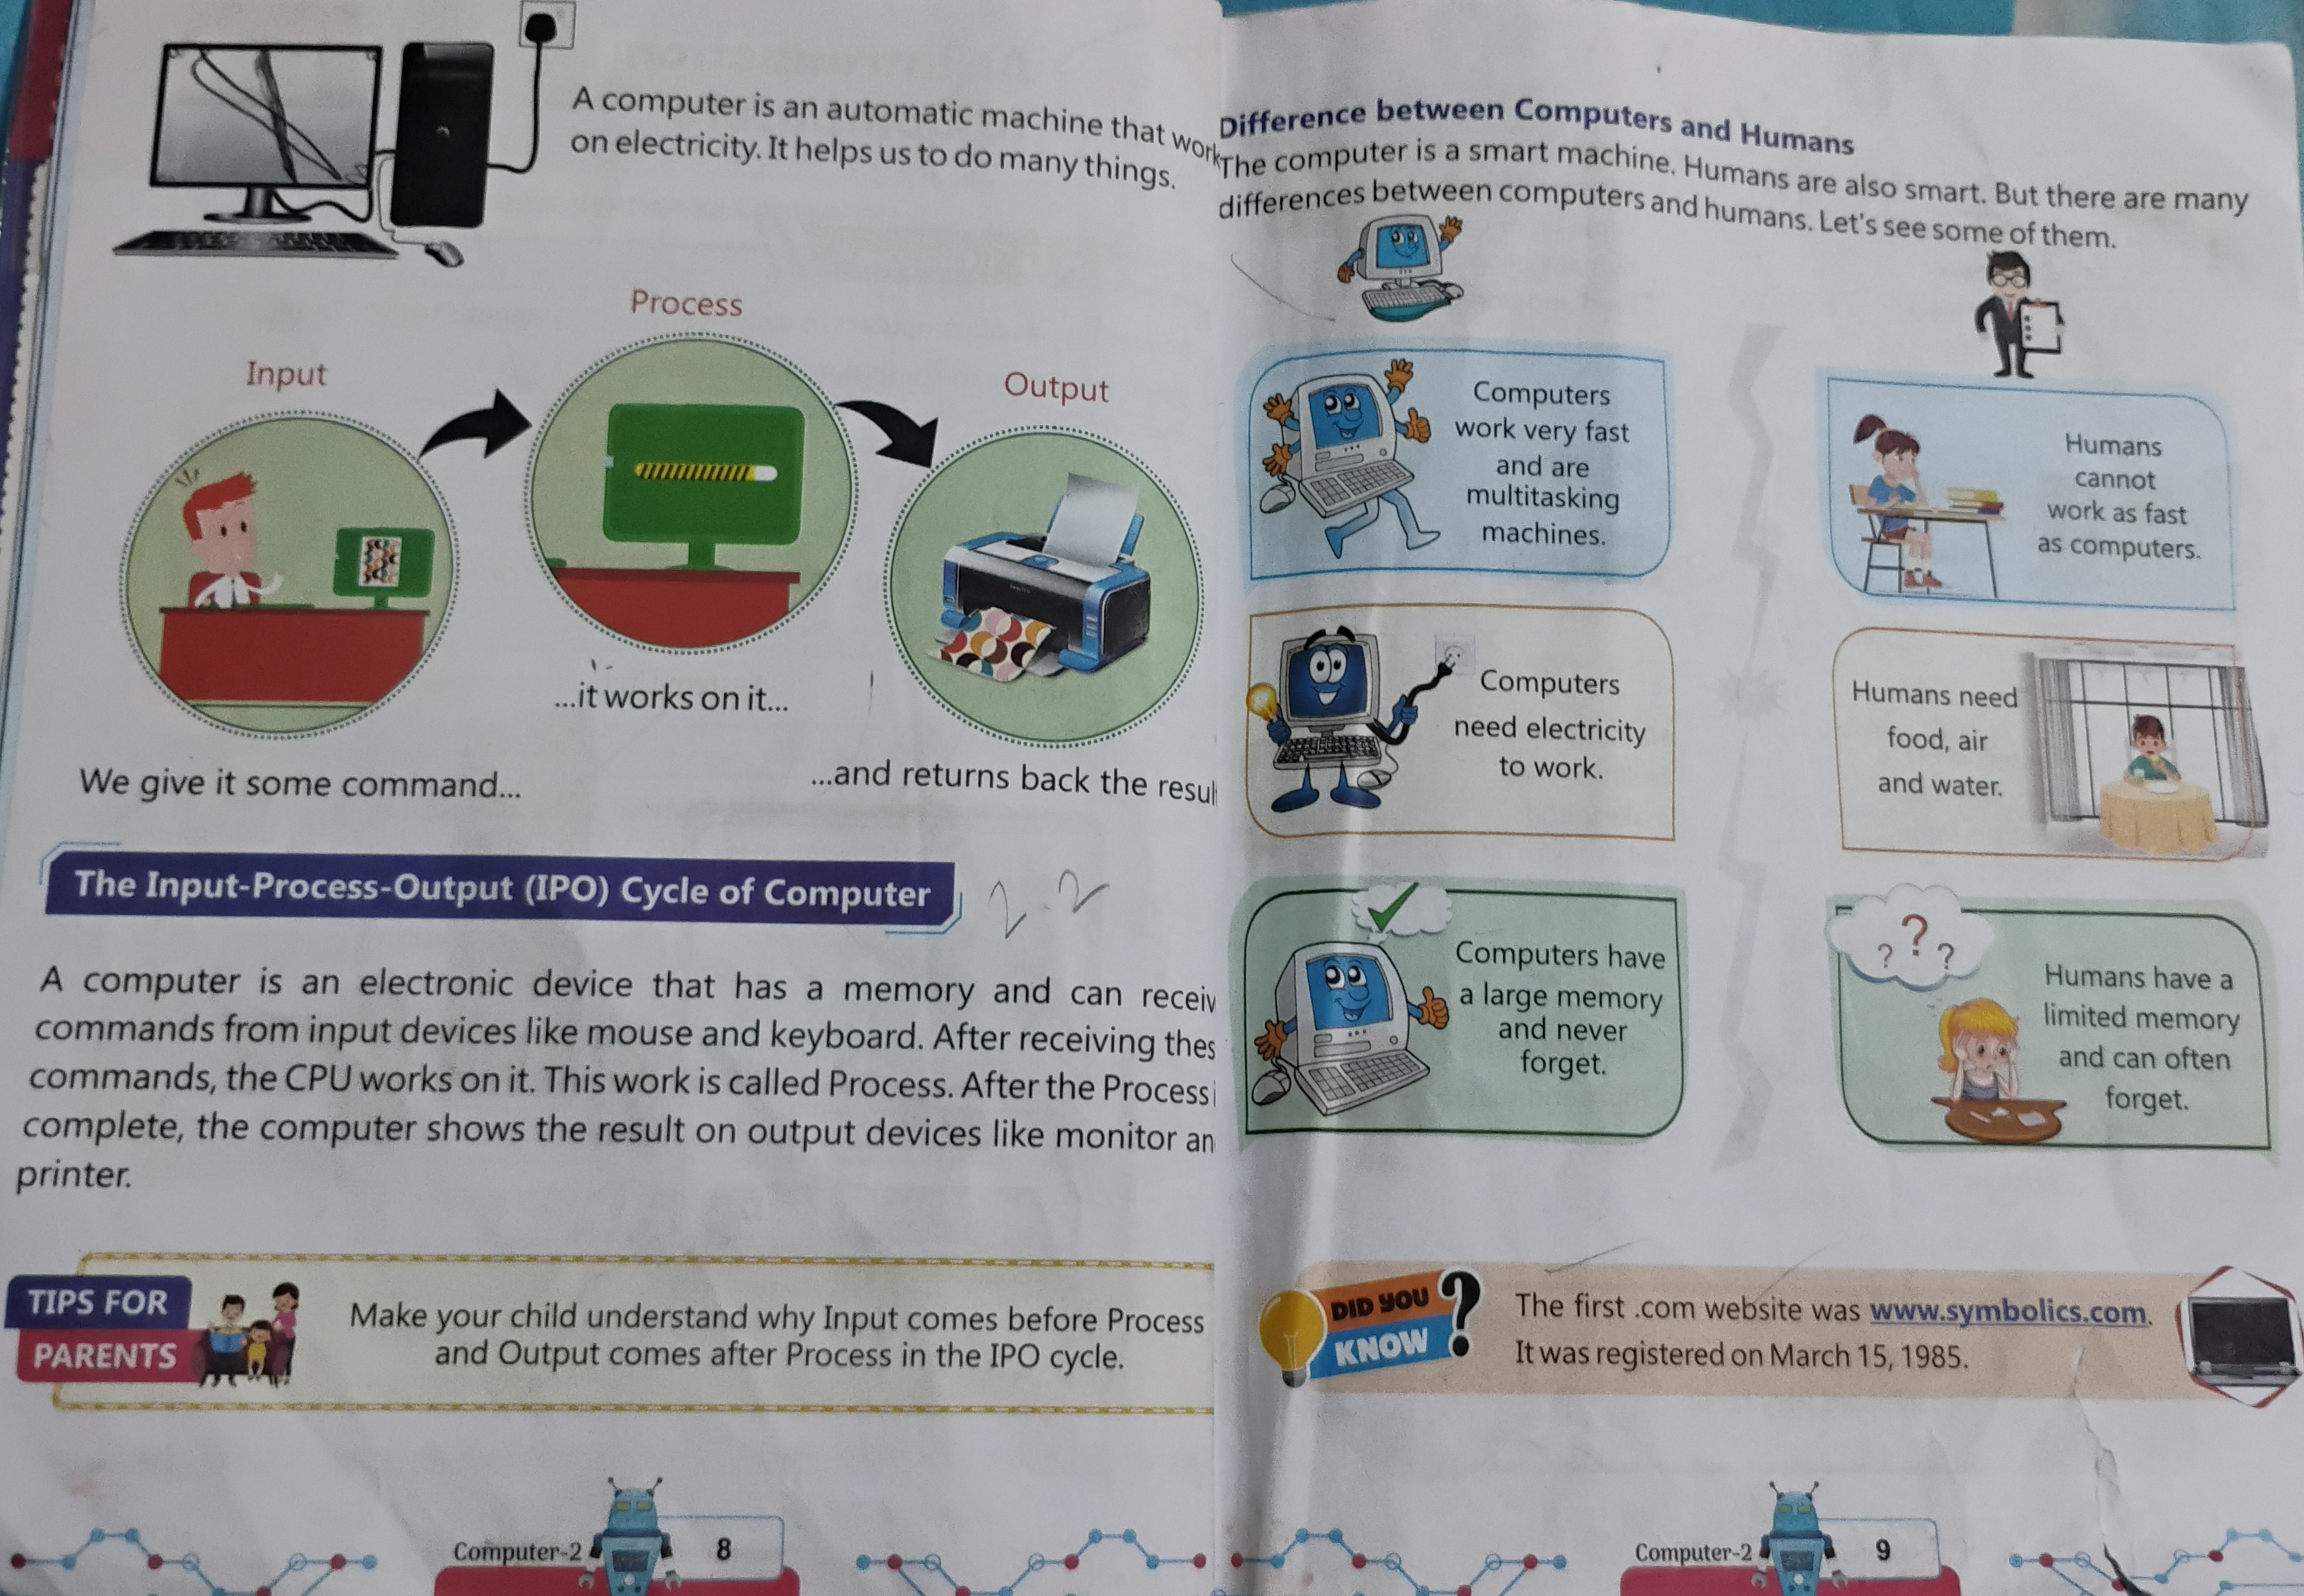 A computer is an automatic machine that work
on electricity. It helps us to do many things.
Process
Input
Output
...it works on it...
We give it some command...
...and returns back the resul
The Input-Process-Output (IPO) Cycle of Computer
2.2
A computer is an electronic device that has a memory and can receiv
commands from input devices like mouse and keyboard. After receiving thes
commands, the CPU works on it. This work is called Process. After the Process i
complete, the computer shows the result on output devices like monitor an
printer.
TIPS FOR
PARENTS
Make your child understand why Input comes before Process
and Output comes after Process in the IPO cycle.
Computer-2
8
Difference between Computers and Humans
The computer is a smart machine. Humans are also smart. But there are many
differences between computers and humans. Let's see some of them.
Computers
work very fast
and are
multitasking
machines.
Humans
cannot
work as fast
as computers.
Computers
need electricity
to work.
Humans need
food, air
and water.
Computers have
a large memory
and never
forget.
? ? ?
Humans have a
limited memory
and can often
forget.
DID YOU
KNOW ?
The first .com website was www.symbolics.com.
It was registered on March 15, 1985.
Computer-2
9